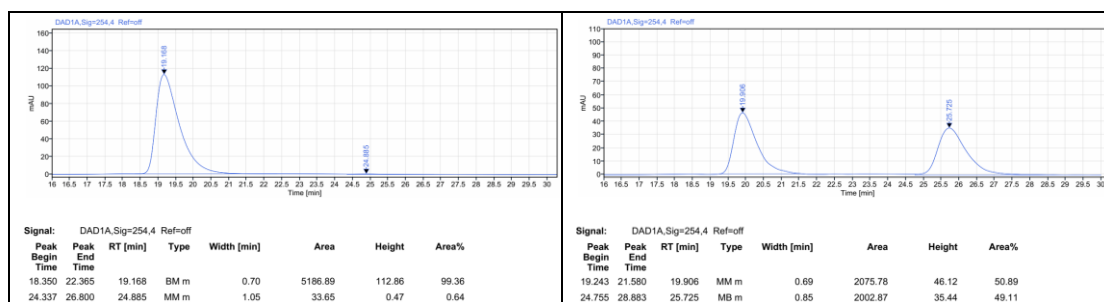 DAD1A,Sig=254,4 Ref=off
160
140
120
100
80
60
40
20
0
mAU
19.168
24.885
16 16.5 17 17.5 18 18.5 19 19.5 20 20.5 21 21.5 22 22.5 23 23.5 24 24.5 25 25.5 26 26.5 27 27.5 28 28.5 29 29.5 30
Time [min]
Signal: DAD1A,Sig=254,4 Ref=off
Peak Peak RT [min] Type Width [min] Area Height Area%
Begin End
Time Time
18.350 22.365 19.168 BM m 0.70 5186.89 112.86 99.36
24.337 26.800 24.885 MM m 1.05 33.65 0.47 0.64
DAD1A,Sig=254,4 Ref=off
110
100
90
80
70
60
50
40
30
20
10
0
mAU
19.906
25.725
16 16.5 17 17.5 18 18.5 19 19.5 20 20.5 21 21.5 22 22.5 23 23.5 24 24.5 25 25.5 26 26.5 27 27.5 28 28.5 29 29.5 30
Time [min]
Signal: DAD1A,Sig=254,4 Ref=off
Peak Peak RT [min] Type Width [min] Area Height Area%
Begin End
Time Time
19.243 21.580 19.906 MM m 0.69 2075.78 46.12 50.89
24.755 28.883 25.725 MB m 0.85 2002.87 35.44 49.11